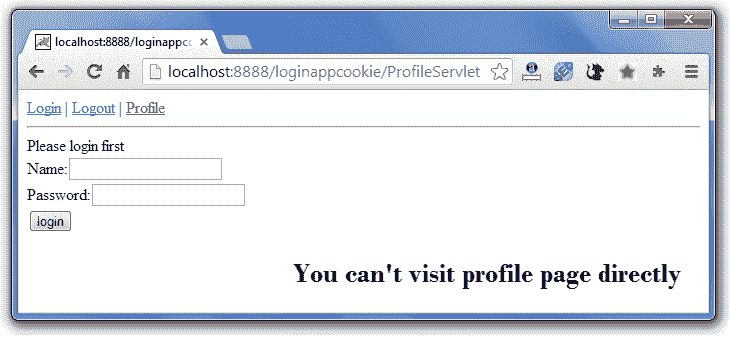 localhost:8888/loginappcc
localhost:8888/loginappcookie/ProfileServlet
Login | Logout | Profile
Please login first
Name:
Password:
login
You can't visit profile page directly